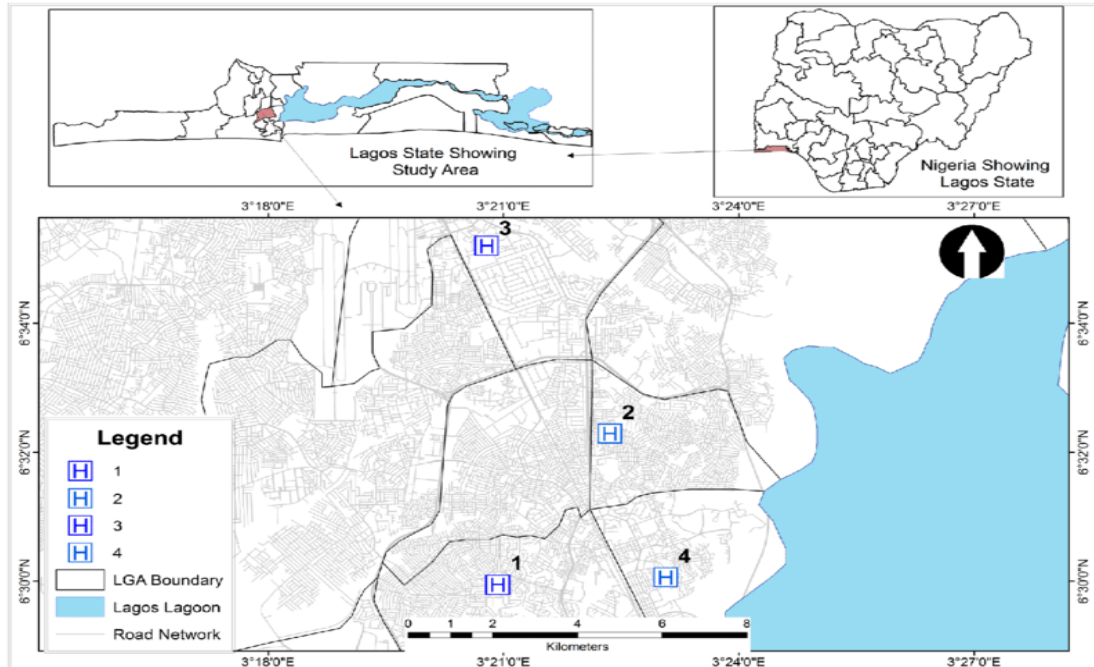 Lagos State Showing
Study Area
Nigeria Showing
Lagos State
3°18'0"E
3°21'0"E
3°24'0"E
3°27'0"E
3
H
6°34'0"N
6°34'0"N
2
H
Legend
H 1
H 2
H 3
H 4
LGA Boundary
Lagos Lagoon
Road Network
6°32'0"N
6°32'0"N
1
H
4
H
6°30'0"N
6°30'0"N
0 1 2 4 6 8
Kilometers
3°18'0"E
3°21'0"E
3°24'0"E
3°27'0"E